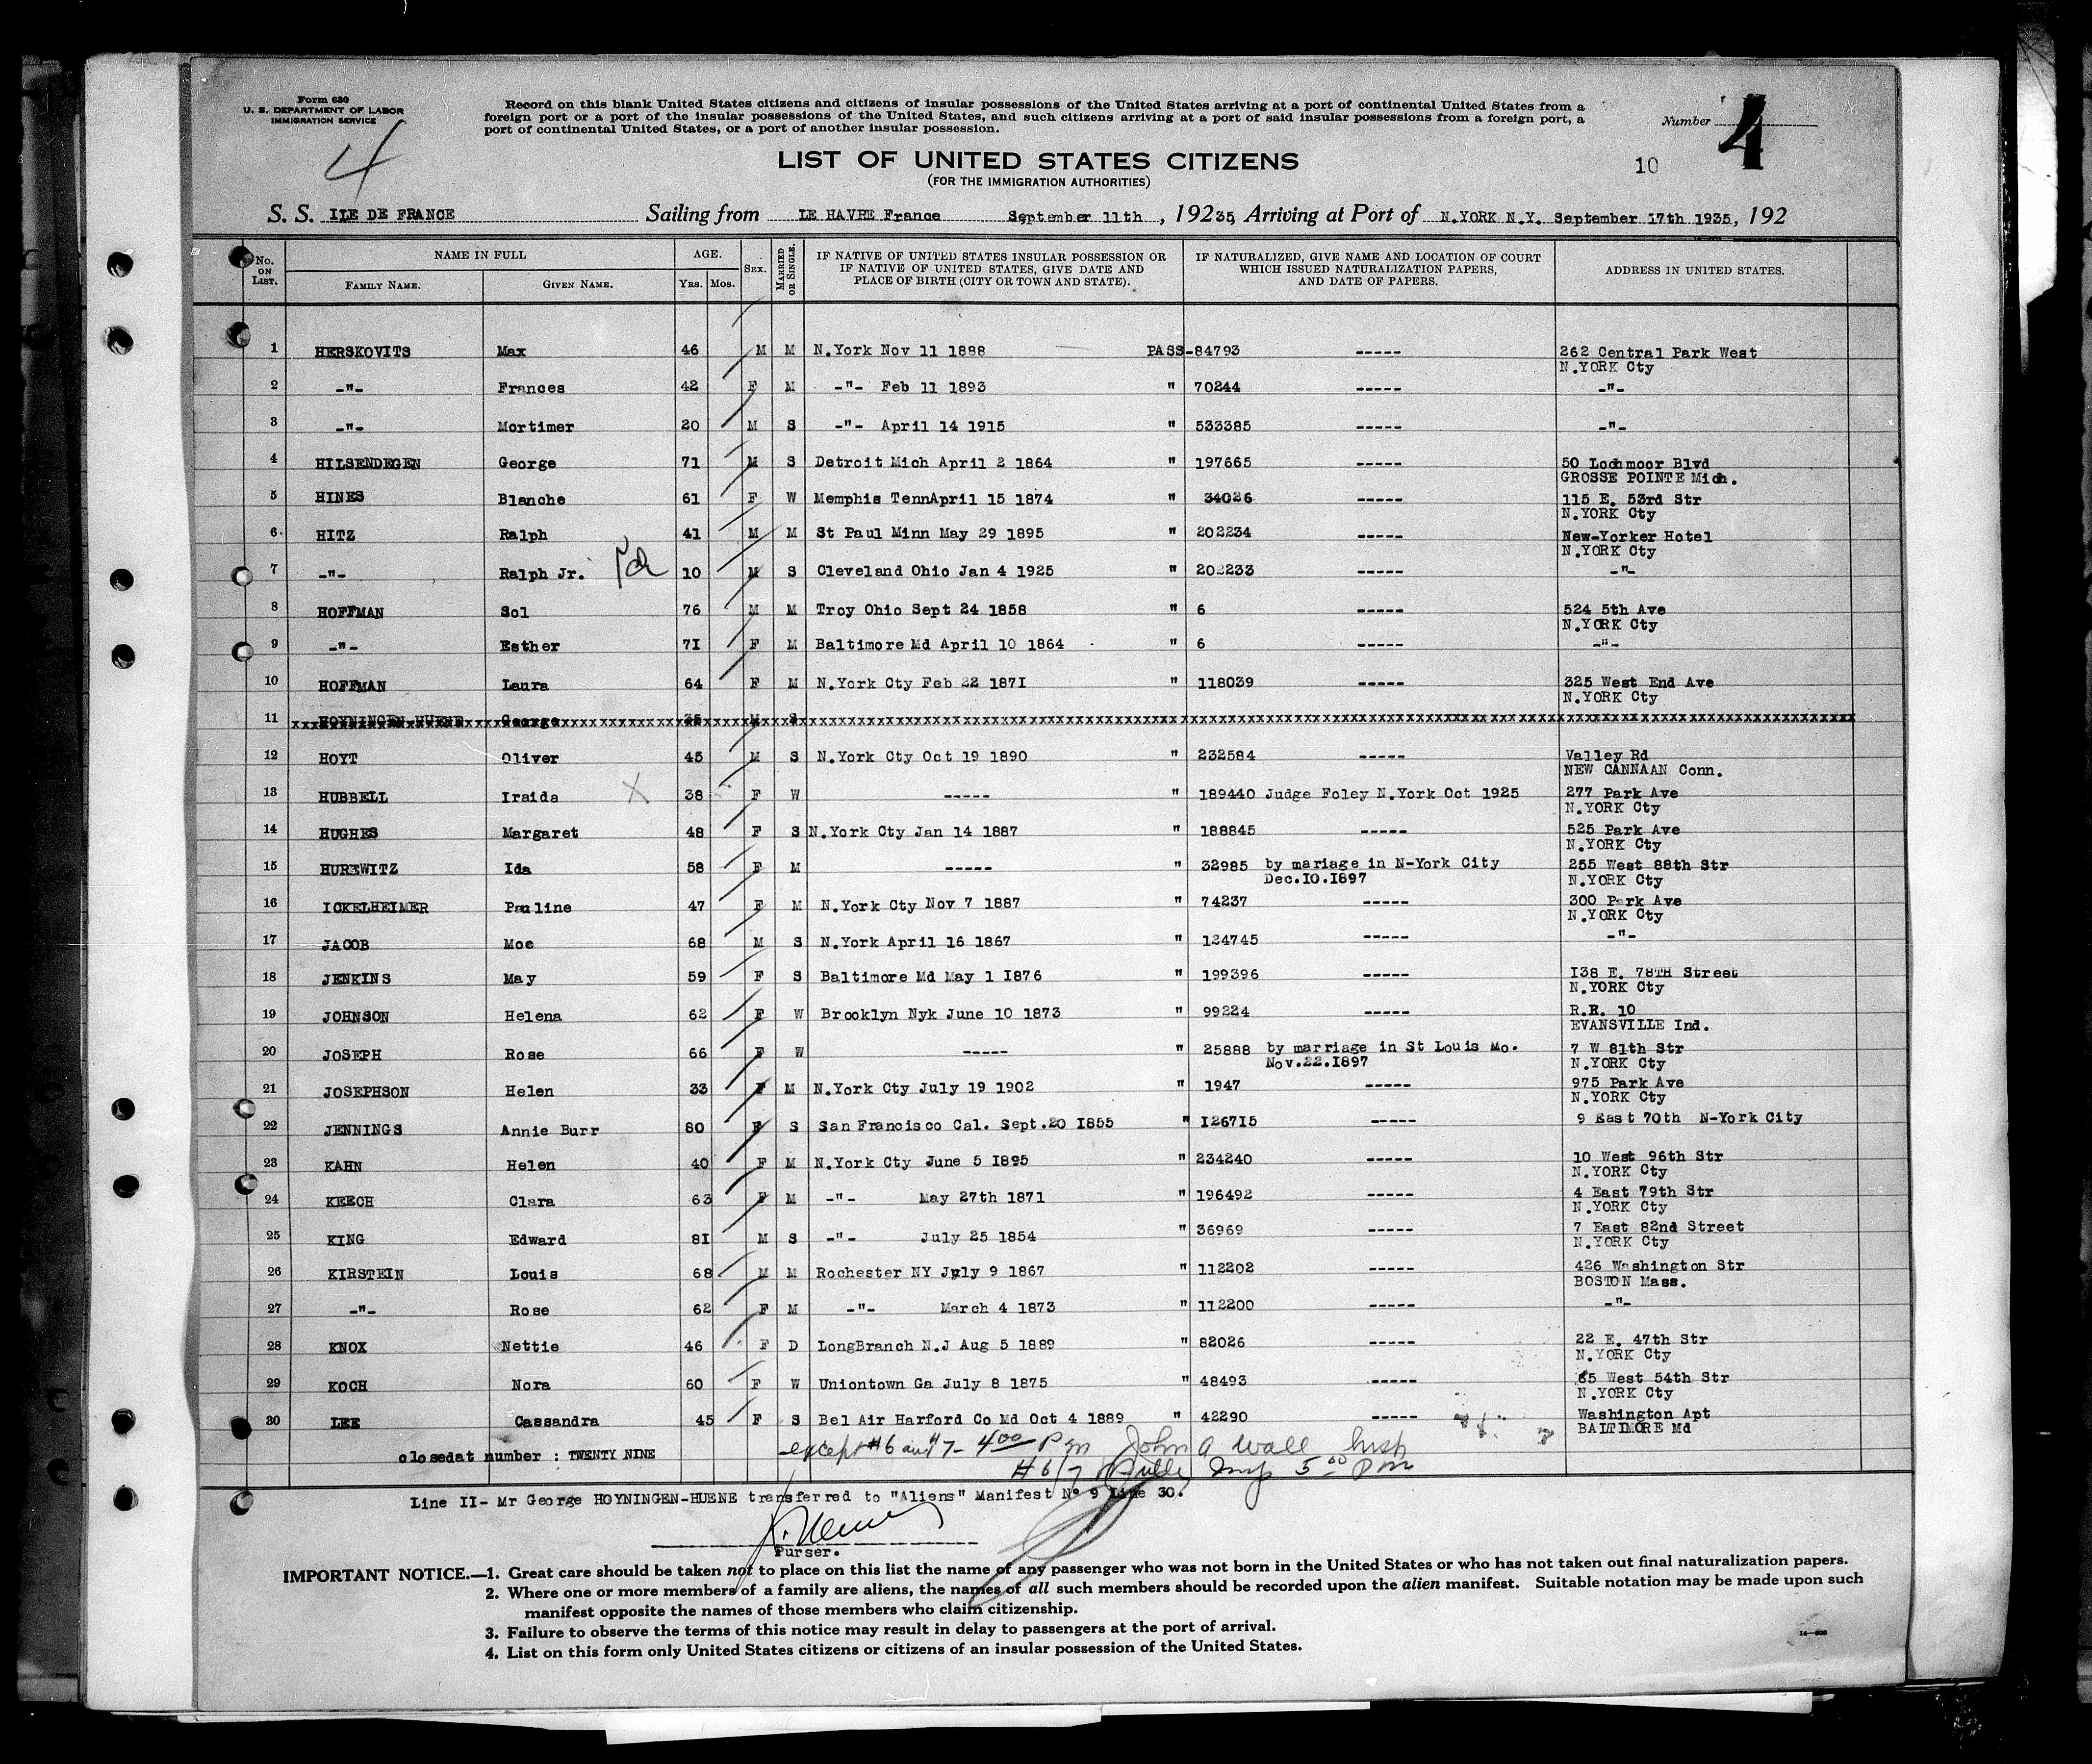 Form 630
U. S. DEPARTMENT OF LABOR
IMMIGRATION SERVICE
4
Record on this blank United States citizens and citizens of insular possessions of the United States arriving at a port of continental United States from a
foreign port or a port of the insular possessions of the United States, and such citizens arriving at a port of said insular possessions from a foreign port, a
port of continental United States, or a port of another insular possession.
Number 4
10
LIST OF UNITED STATES CITIZENS
(FOR THE IMMIGRATION AUTHORITIES)
S. S. ILE DE FRANCE Sailing from LE HAVRE France September 11th , 19235 Arriving at Port of N.YORK N.Y. September 17th 1935, 192
No. ON LIST. NAME IN FULL AGE. SEX. MARRIED OR SINGLE. IF NATIVE OF UNITED STATES INSULAR POSSESSION OR IF NATIVE OF UNITED STATES, GIVE DATE AND PLACE OF BIRTH (CITY OR TOWN AND STATE). IF NATURALIZED, GIVE NAME AND LOCATION OF COURT WHICH ISSUED NATURALIZATION PAPERS, AND DATE OF PAPERS. ADDRESS IN UNITED STATES.
FAMILY NAME. GIVEN NAME. YRS. MOS.
1 HERSKOVITS Max 46 M M N.York Nov 11 1888 PASS-84793 ----- 262 Central Park West
N.YORK Cty
2 -"- Frances 42 F M -"- Feb 11 1893 " 70244 ----- -"-
3 -"- Mortimer 20 M S -"- April 14 1915 " 533385 ----- -"-
4 HILSENDEGEN George 71 M S Detroit Mich April 2 1864 " 197665 ----- 50 Lochmoor Blvd
GROSSE POINTE Mich.
5 HINES Blanche 61 F W Memphis TennApril 15 1874 " 34026 ----- 115 E. 53rd Str
N.YORK Cty
6 HITZ Ralph 41 M M St Paul Minn May 29 1895 " 202234 ----- New-Yorker Hotel
N.YORK Cty
7 -"- Ralph Jr. 10 M S Cleveland Ohio Jan 4 1925 " 202233 ----- -"-
8 HOFFMAN Sol 76 M M Troy Ohio Sept 24 1858 " 6 ----- 524 5th Ave
N.YORK Cty
9 -"- Esther 7I F M Baltimore Md April 10 1864 " 6 ----- -"-
10 HOFFMAN Laura 64 F M N.York Cty Feb 22 187I " 118039 ----- 325 West End Ave
N.YORK Cty
11 HOYNINGEN HUENE George 35 M S
12 HOYT Oliver 45 M S N.York Cty Oct 19 1890 " 232584 ----- Valley Rd
NEW CANNAAN Conn.
13 HUBBELL Iraida X 38 F W ----- " 189440 Judge Foley N.York Oct 1925 277 Park Ave
N.YORK Cty
14 HUGHES Margaret 48 F S N.York Cty Jan 14 1887 " 188845 ----- 525 Park Ave
N.YORK Cty
15 HUREWITZ Ida 58 F M ----- " 32985 by mariage in N-York City 255 West 88th Str
Dec.IO.I897 N.YORK Cty
16 ICKELHEIMER Pauline 47 F M N.York Cty Nov 7 1887 " 74237 ----- 300 Park Ave
N.YORK Cty
17 JACOB Moe 68 M S N.York April 16 1867 " 124745 ----- -"-
18 JENKINS May 59 F S Baltimore Md May 1 I876 " 199396 ----- I38 E. 78TH Street
N.YORK Cty
19 JOHNSON Helena 62 F W Brooklyn Nyk June 10 1873 " 99224 ----- R.R. 10
EVANSVILLE Ind.
20 JOSEPH Rose 66 F W ----- " 25888 by marriage in St Louis Mo. 7 W 81th Str
Nov.22.I897 N.YORK Cty
21 JOSEPHSON Helen 33 F M N.York Cty July 19 1902 " 1947 ----- 975 Park Ave
N.YORK Cty
22 JENNINGS Annie Burr 80 F S San Francisco Cal. Sept.20 I855 " I26715 ----- 9 East 70th N-York City
23 KAHN Helen 40 F M N.York Cty June 5 I895 " 234240 ----- 10 West 96th Str
N.YORK Cty
24 KEECH Clara 63 F M -"- May 27th 1871 " 196492 ----- 4 East 79th Str
N.YORK Cty
25 KING Edward 8I M S -"- July 25 1854 " 36969 ----- 7 East 82nd Street
N.YORK Cty
26 KIRSTEIN Louis 68 M M Rochester NY July 9 1867 " 112202 ----- 426 Washington Str
BOSTON Mass.
27 -"- Rose 62 F M -"- March 4 1873 " 112200 ----- -"-
28 KNOX Nettie 46 F D LongBranch N.J Aug 5 1889 " 82026 ----- 22 E. 47th Str
N.YORK Cty
29 KOCH Nora 60 F W Uniontown Ga July 8 1875 " 48493 ----- 65 West 54th Str
N.YORK Cty
30 LEE Cassandra 45 F S Bel Air Harford Co Md Oct 4 1889 " 42290 ----- Washington Apt
BALTIMORE Md
closedat number : TWENTY NINE -except #6 and #7- 4 00 Pm John A Wall Insp
#6/7 Insp 5 00 Pm
Line II- Mr George HOYNINGEN-HUENE transferred to "Aliens" Manifest N° 9 Line 30.
Purser.
IMPORTANT NOTICE.—1. Great care should be taken not to place on this list the name of any passenger who was not born in the United States or who has not taken out final naturalization papers.
2. Where one or more members of a family are aliens, the names of all such members should be recorded upon the alien manifest. Suitable notation may be made upon such
manifest opposite the names of those members who claim citizenship.
3. Failure to observe the terms of this notice may result in delay to passengers at the port of arrival.
4. List on this form only United States citizens or citizens of an insular possession of the United States.